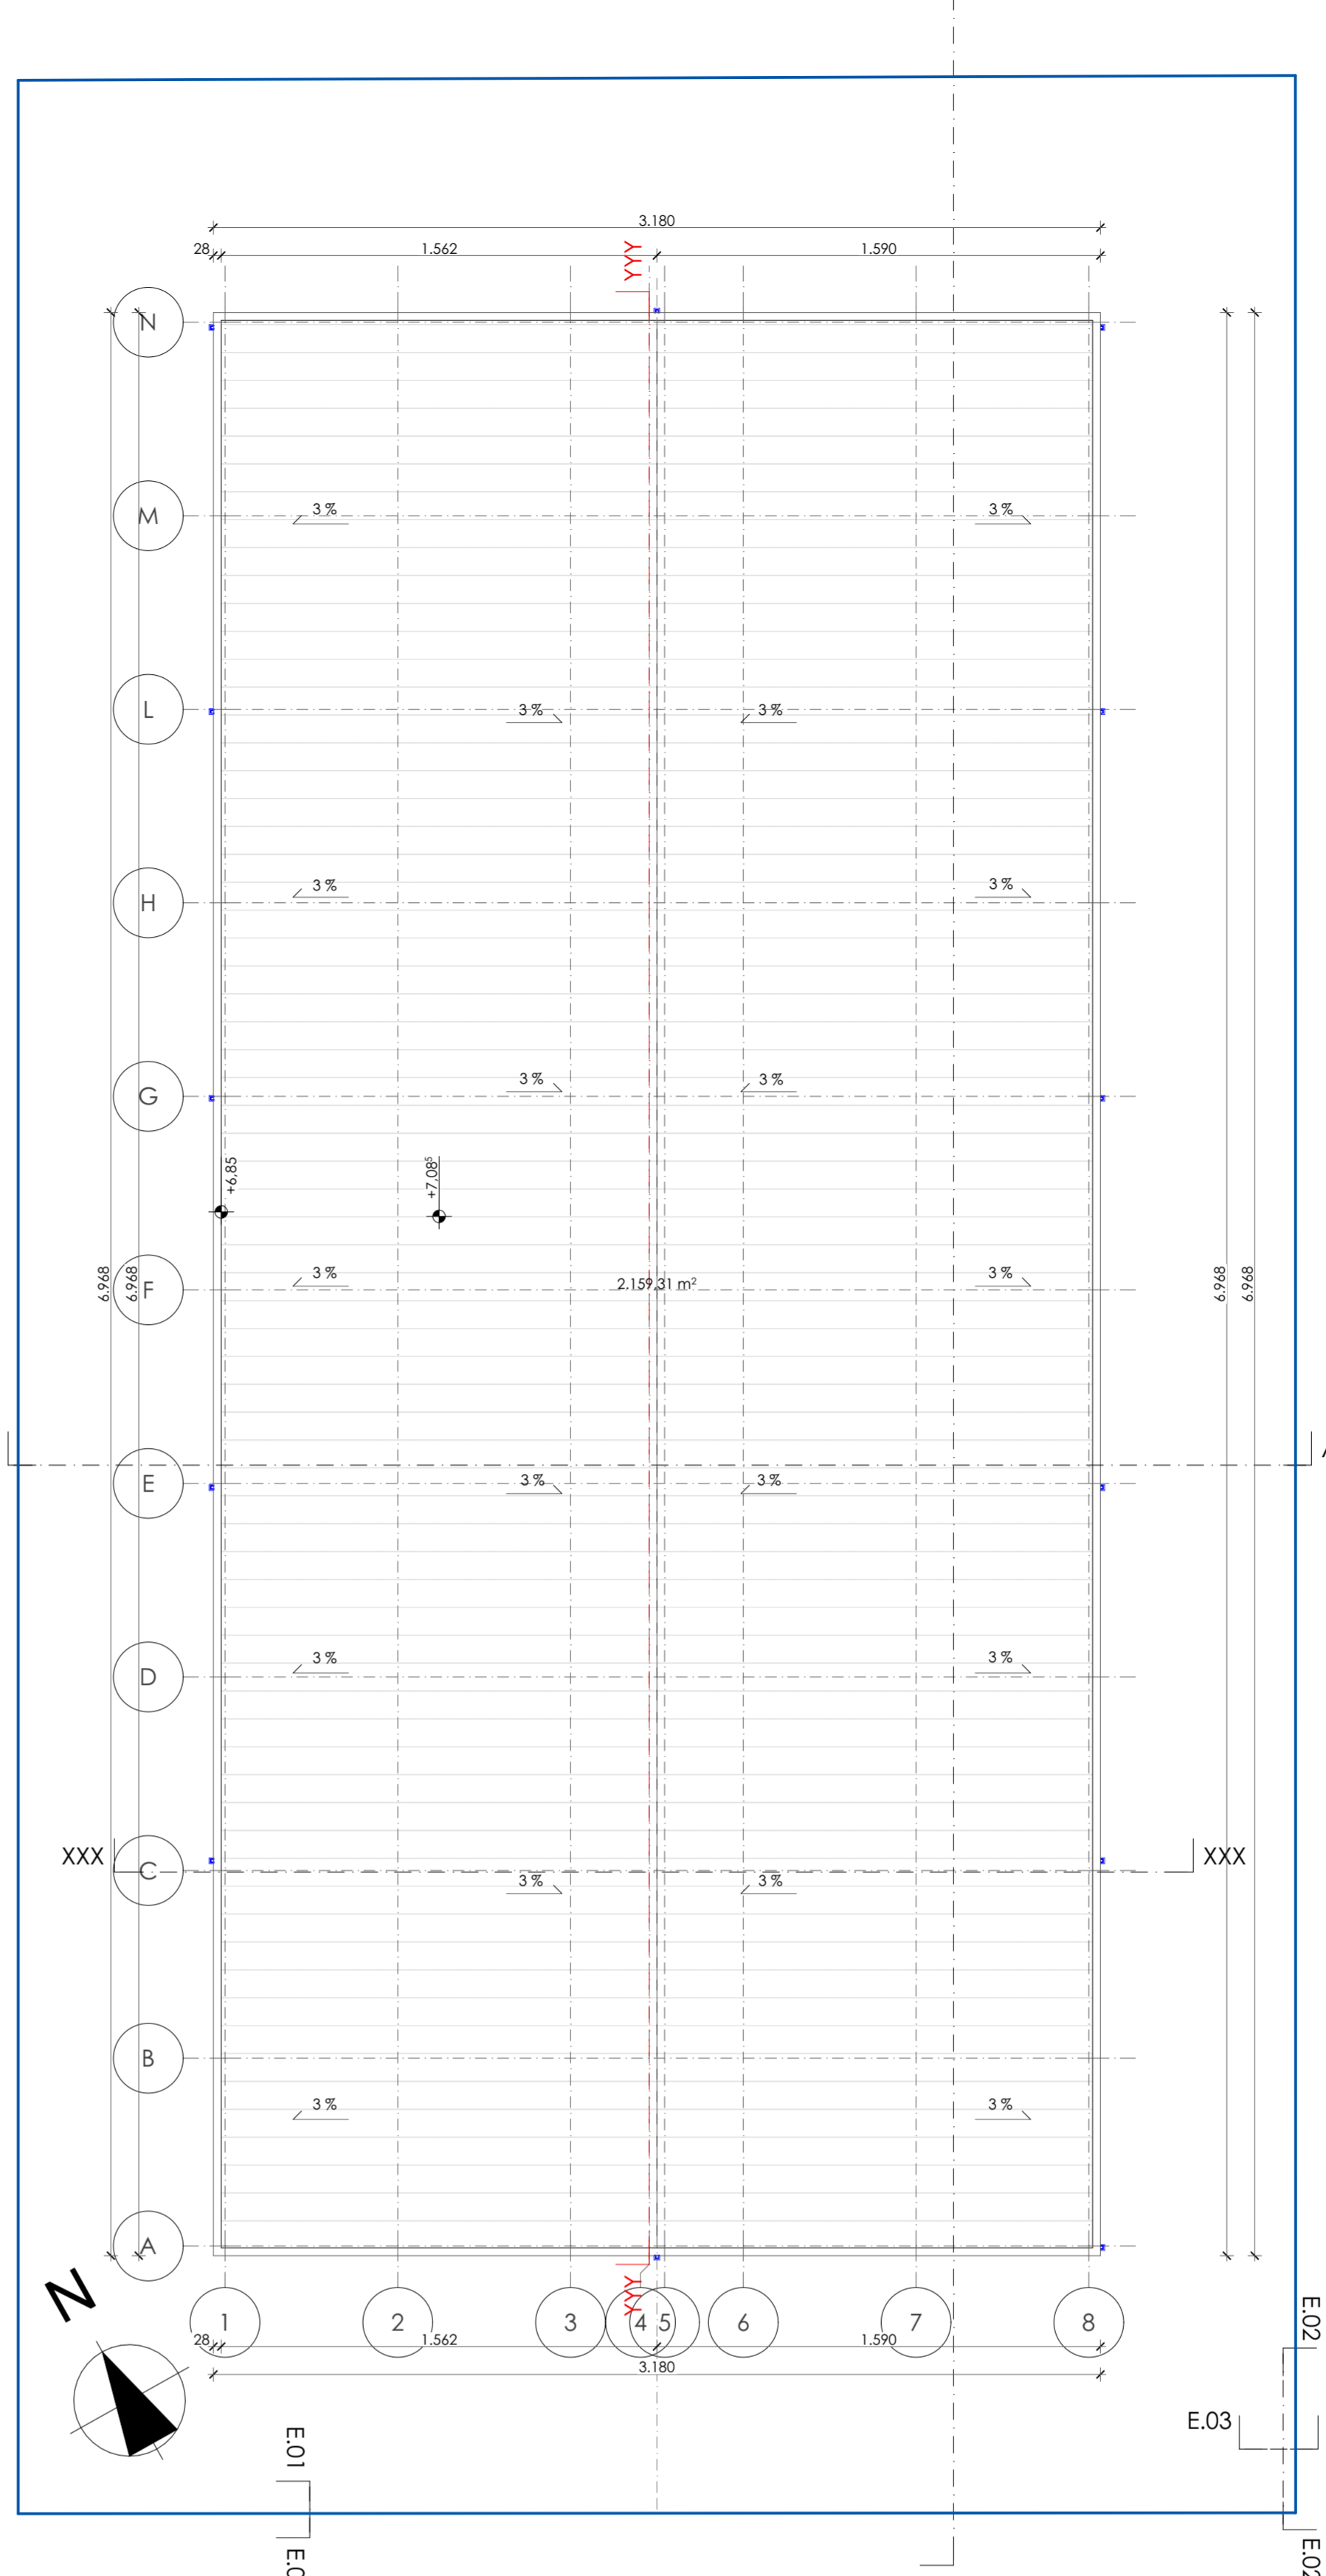 3.180
28
1.562
YYY
1.590
N
M
3 %
3 %
L
3 %
3 %
H
3 %
3 %
G
3 %
3 %
+6,85
+7,08⁵
6.968
6.968
F
3 %
2.159,31 m²
3 %
6.968
6.968
E
3 %
3 %
D
3 %
3 %
XXX
C
XXX
3 %
3 %
B
3 %
3 %
A
N
YYY
1
2
3
4
5
6
7
8
28
1.562
1.590
3.180
E.02
E.03
E.01